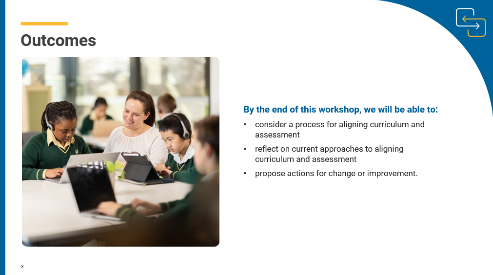 Outcomes
By the end of this workshop, we will be able to:
• consider a process for aligning curriculum and
assessment
• reflect on current approaches to aligning
curriculum and assessment
• propose actions for change or improvement.
x